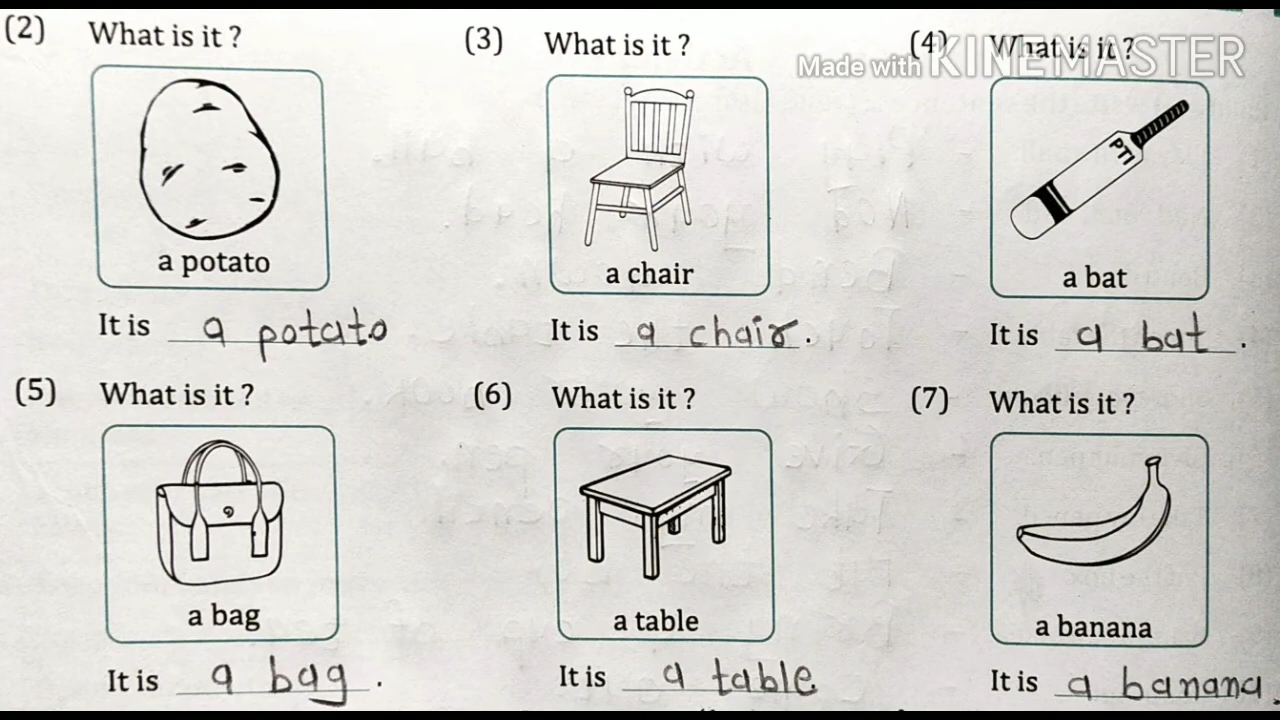 (2) What is it ?
a potato
It is a potato
(3) What is it ?
a chair
It is a chair.
(4) What is it ?
Made with KINEMASTER
PTI
a bat
It is a bat.
(5) What is it ?
a bag
It is a bag.
(6) What is it ?
a table
It is a table
(7) What is it ?
a banana
It is a banana.